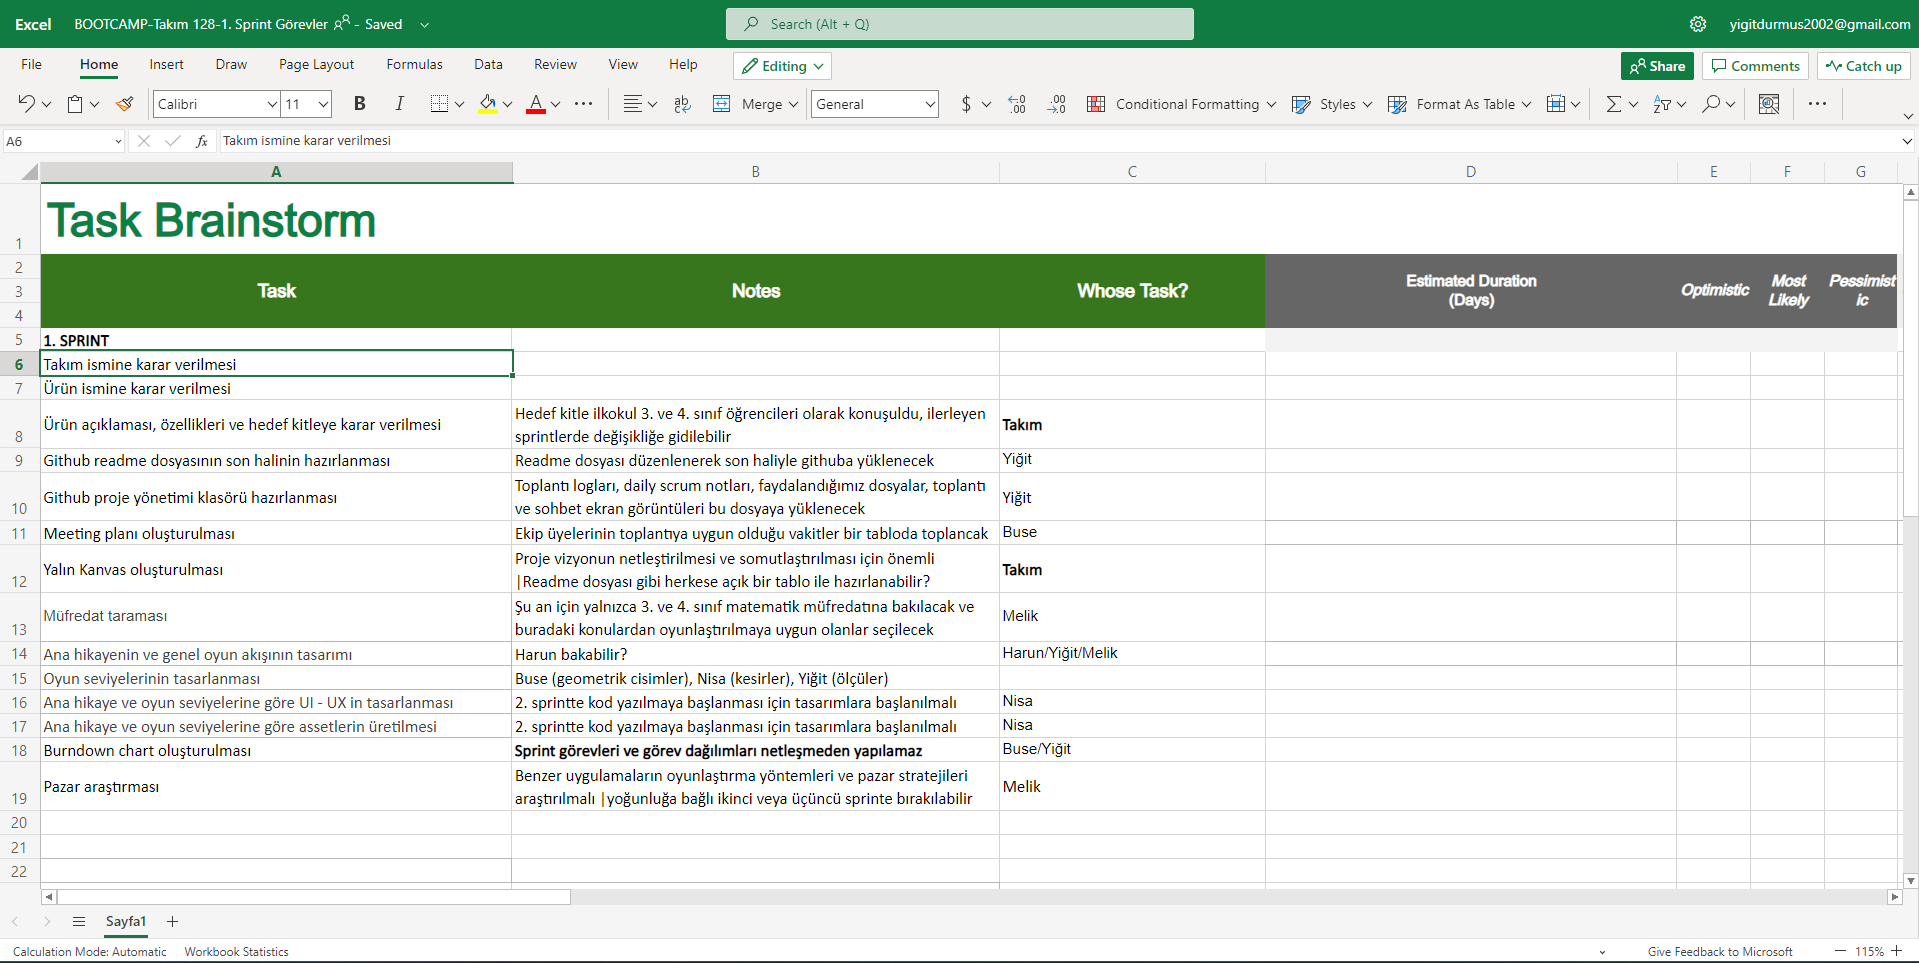 Excel BOOTCAMP-Takım 128-1. Sprint Görevler - Saved Search (Alt + Q) yigitdurmus2002@gmail.com
File Home Insert Draw Page Layout Formulas Data Review View Help Editing Share Comments Catch up
Calibri 11 B I A ab Merge General $ .00 .00 Conditional Formatting Styles Format As Table
A6 fx Takım ismine karar verilmesi
A B C D E F G
1 Task Brainstorm
2
3 Task Notes Whose Task? Estimated Duration (Days) Optimistic Most Likely Pessimistic
4
5 1. SPRINT
6 Takım ismine karar verilmesi
7 Ürün ismine karar verilmesi
8 Ürün açıklaması, özellikleri ve hedef kitleye karar verilmesi Hedef kitle ilkokul 3. ve 4. sınıf öğrencileri olarak konuşuldu, ilerleyen
sprintlerde değişikliğe gidilebilir Takım
9 Github readme dosyasının son halinin hazırlanması Readme dosyası düzenlenerek son haliyle githuba yüklenecek Yiğit
10 Github proje yönetimi klasörü hazırlanması Toplantı logları, daily scrum notları, faydalandığımız dosyalar, toplantı
ve sohbet ekran görüntüleri bu dosyaya yüklenecek Yiğit
11 Meeting planı oluşturulması Ekip üyelerinin toplantıya uygun olduğu vakitler bir tabloda toplancak Buse
12 Yalın Kanvas oluşturulması Proje vizyonun netleştirilmesi ve somutlaştırılması için önemli
|Readme dosyası gibi herkese açık bir tablo ile hazırlanabilir? Takım
13 Müfredat taraması Şu an için yalnızca 3. ve 4. sınıf matematik müfredatına bakılacak ve
buradaki konulardan oyunlaştırılmaya uygun olanlar seçilecek Melik
14 Ana hikayenin ve genel oyun akışının tasarımı Harun bakabilir? Harun/Yiğit/Melik
15 Oyun seviyelerinin tasarlanması Buse (geometrik cisimler), Nisa (kesirler), Yiğit (ölçüler)
16 Ana hikaye ve oyun seviyelerine göre UI - UX in tasarlanması 2. sprintte kod yazılmaya başlanması için tasarımlara başlanılmalı Nisa
17 Ana hikaye ve oyun seviyelerine göre assetlerin üretilmesi 2. sprintte kod yazılmaya başlanması için tasarımlara başlanılmalı Nisa
18 Burndown chart oluşturulması Sprint görevleri ve görev dağılımları netleşmeden yapılamaz Buse/Yiğit
19 Pazar araştırması Benzer uygulamaların oyunlaştırma yöntemleri ve pazar stratejileri
araştırılmalı |yoğunluğa bağlı ikinci veya üçüncü sprinte bırakılabilir Melik
20
21
22
Sayfa1
Calculation Mode: Automatic Workbook Statistics Give Feedback to Microsoft 115%